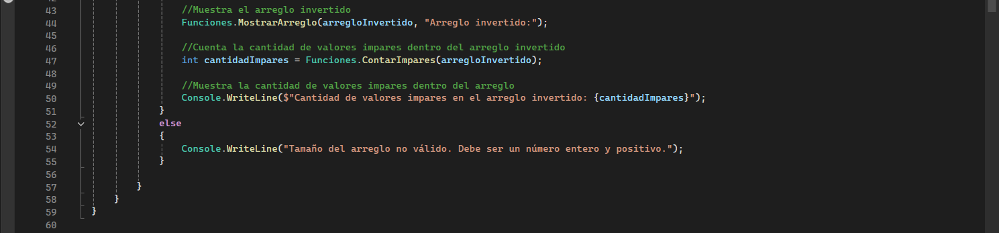 43 //Muestra el arreglo invertido
44 Funciones.MostrarArreglo(arregloInvertido, "Arreglo invertido:");
45
46 //Cuenta la cantidad de valores impares dentro del arreglo invertido
47 int cantidadImpares = Funciones.ContarImpares(arregloInvertido);
48
49 //Muestra la cantidad de valores impares dentro del arreglo
50 Console.WriteLine($"Cantidad de valores impares en el arreglo invertido: {cantidadImpares}");
51 }
52 else
53 {
54 Console.WriteLine("Tamaño del arreglo no válido. Debe ser un número entero y positivo.");
55 }
56
57 }
58 }
59 }
60